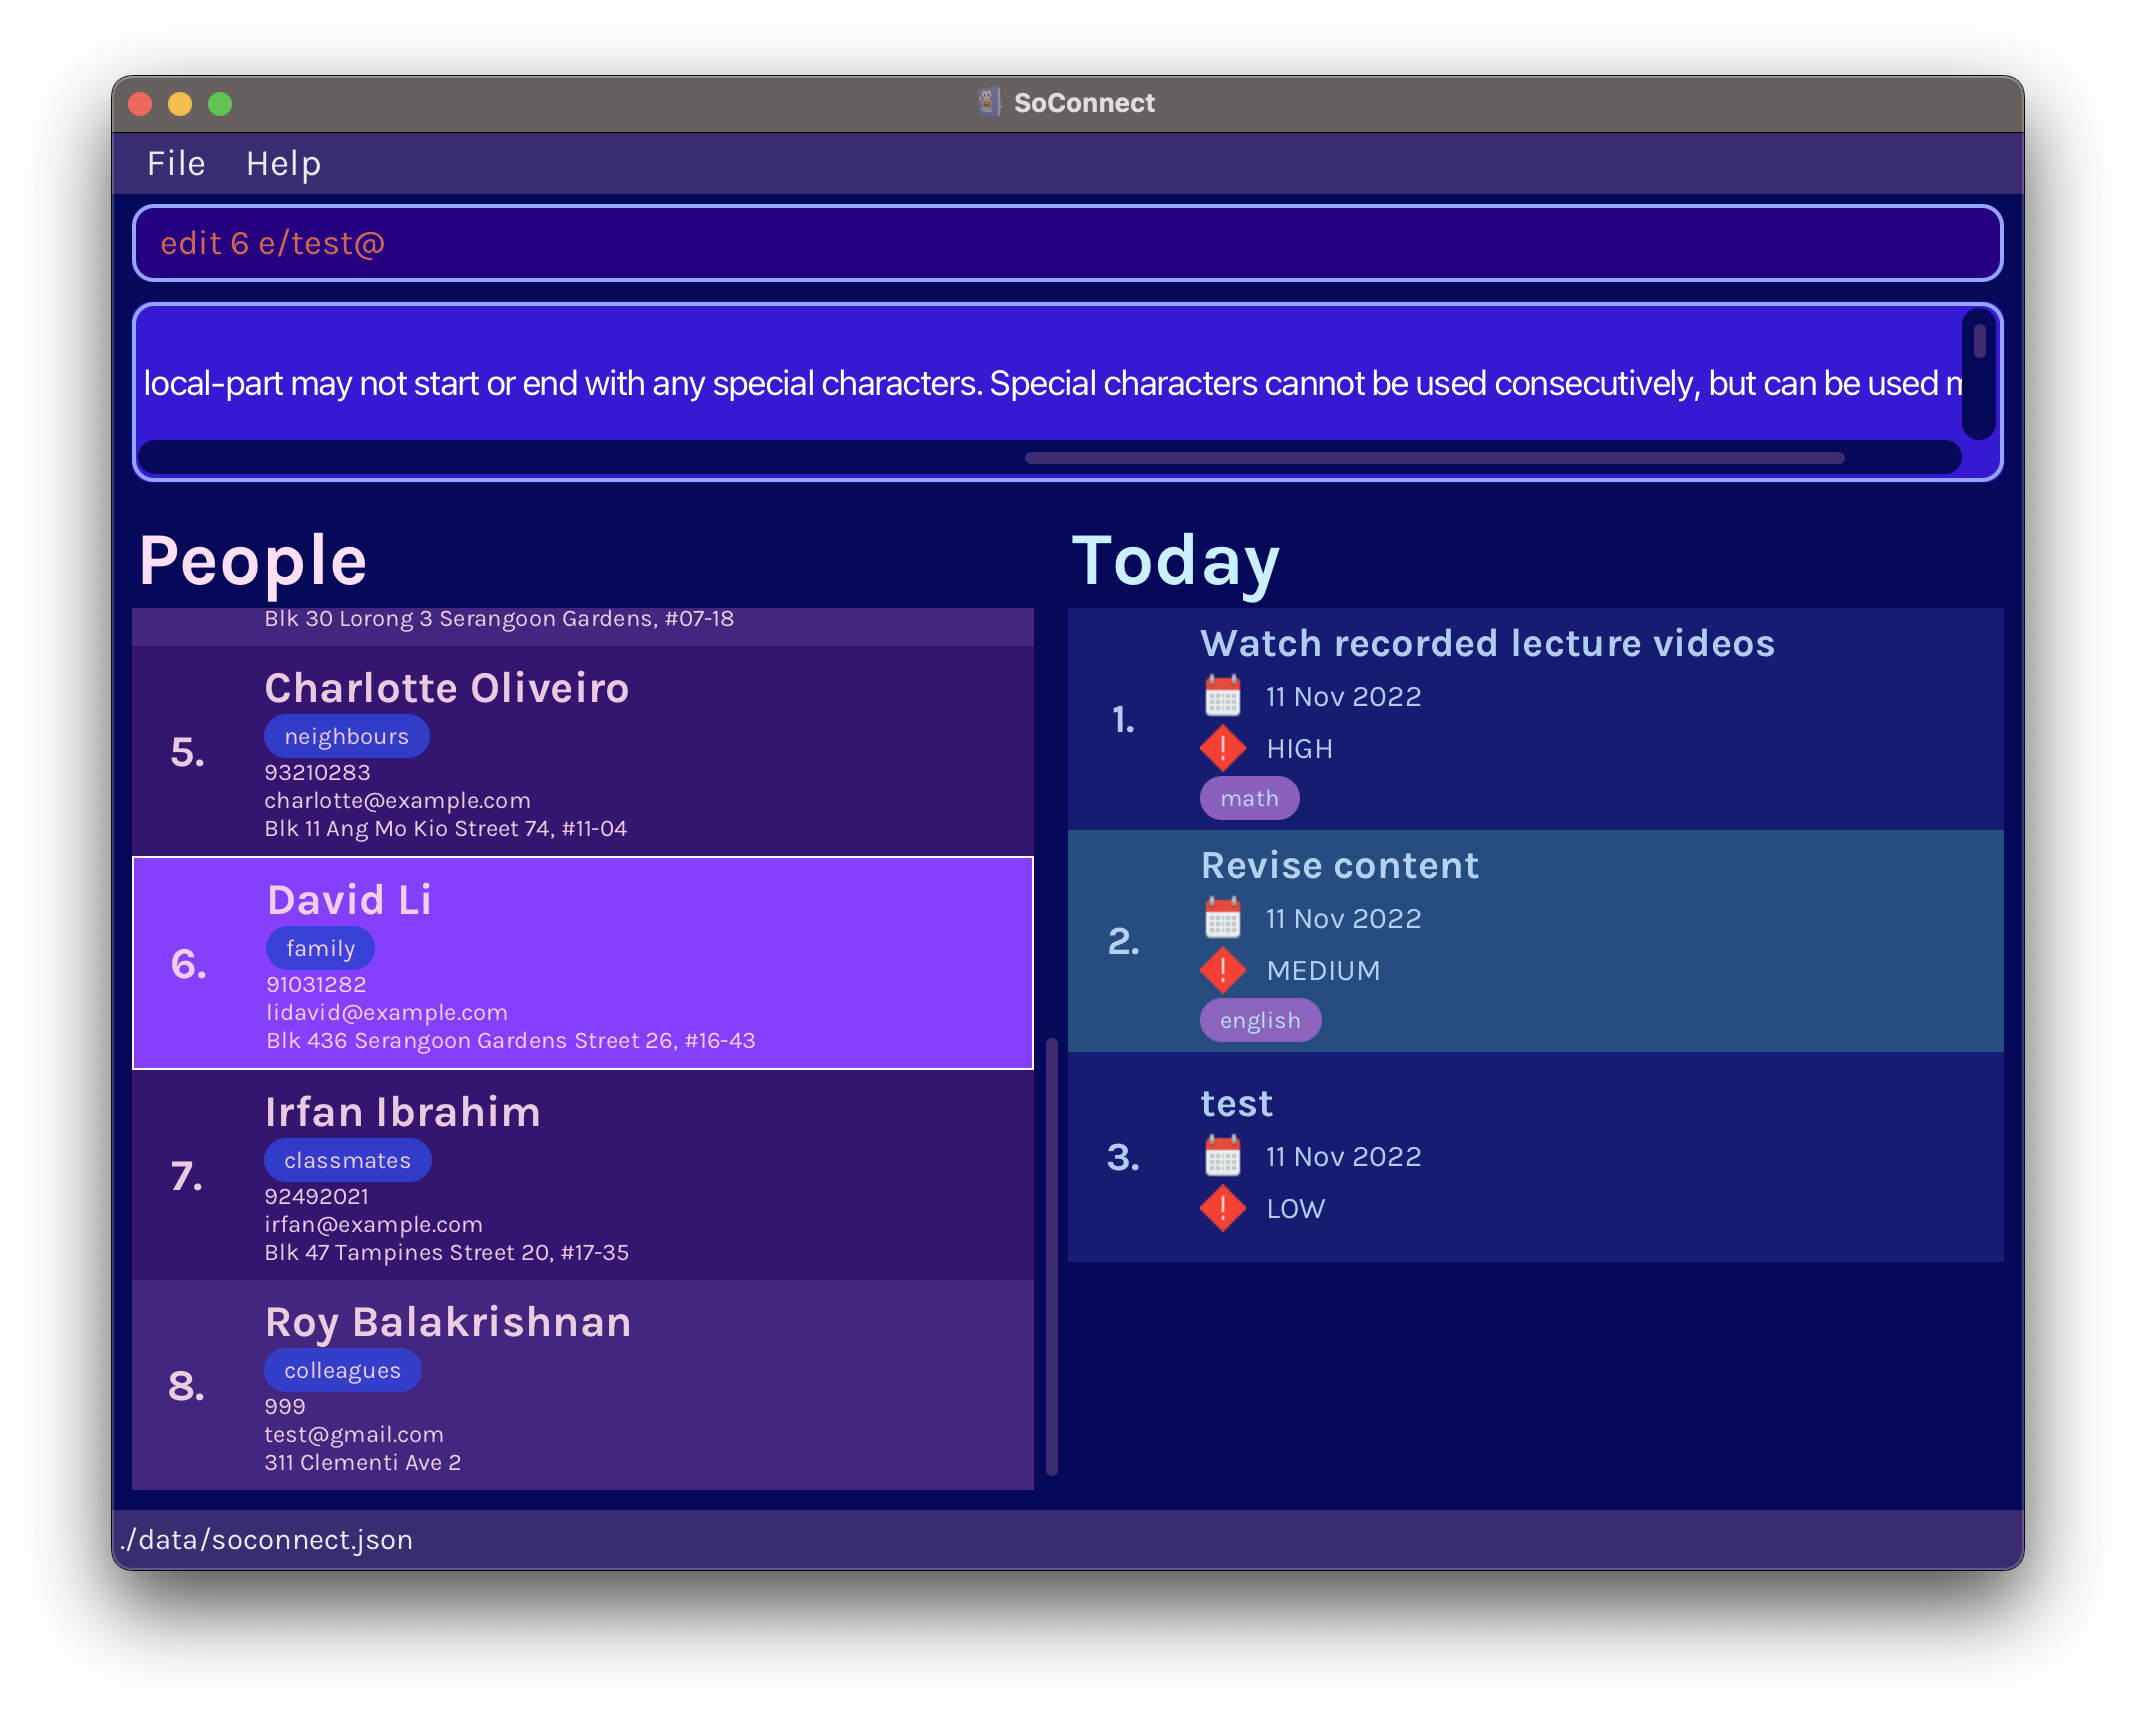 SoConnect
File Help
edit 6 e/test@
local-part may not start or end with any special characters. Special characters cannot be used consecutively, but can be used
People
Blk 30 Lorong 3 Serangoon Gardens, #07-18
5.
Charlotte Oliveiro
neighbours
93210283
charlotte@example.com
Blk 11 Ang Mo Kio Street 74, #11-04
6.
David Li
family
91031282
lidavid@example.com
Blk 436 Serangoon Gardens Street 26, #16-43
7.
Irfan Ibrahim
classmates
92492021
irfan@example.com
Blk 47 Tampines Street 20, #17-35
8.
Roy Balakrishnan
colleagues
999
test@gmail.com
311 Clementi Ave 2
Today
1.
Watch recorded lecture videos
11 Nov 2022
HIGH
math
2.
Revise content
11 Nov 2022
MEDIUM
english
3.
test
11 Nov 2022
LOW
./data/soconnect.json